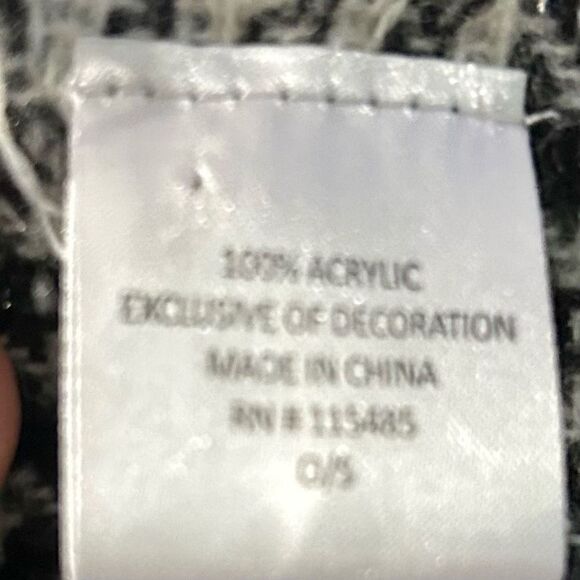 100% ACRYLIC
EXCLUSIVE OF DECORATION
MADE IN CHINA
RN # 115485
O/S